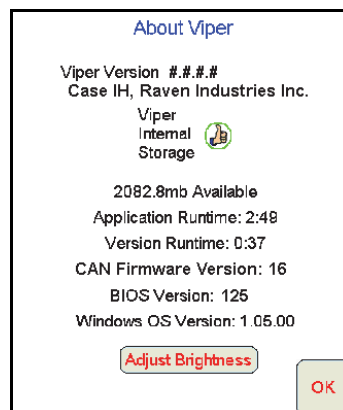 About Viper
Viper Version #.#.#.#
Case IH, Raven Industries Inc.
Viper
Internal
Storage
2082.8mb Available
Application Runtime: 2:49
Version Runtime: 0:37
CAN Firmware Version: 16
BIOS Version: 125
Windows OS Version: 1.05.00
Adjust Brightness
OK